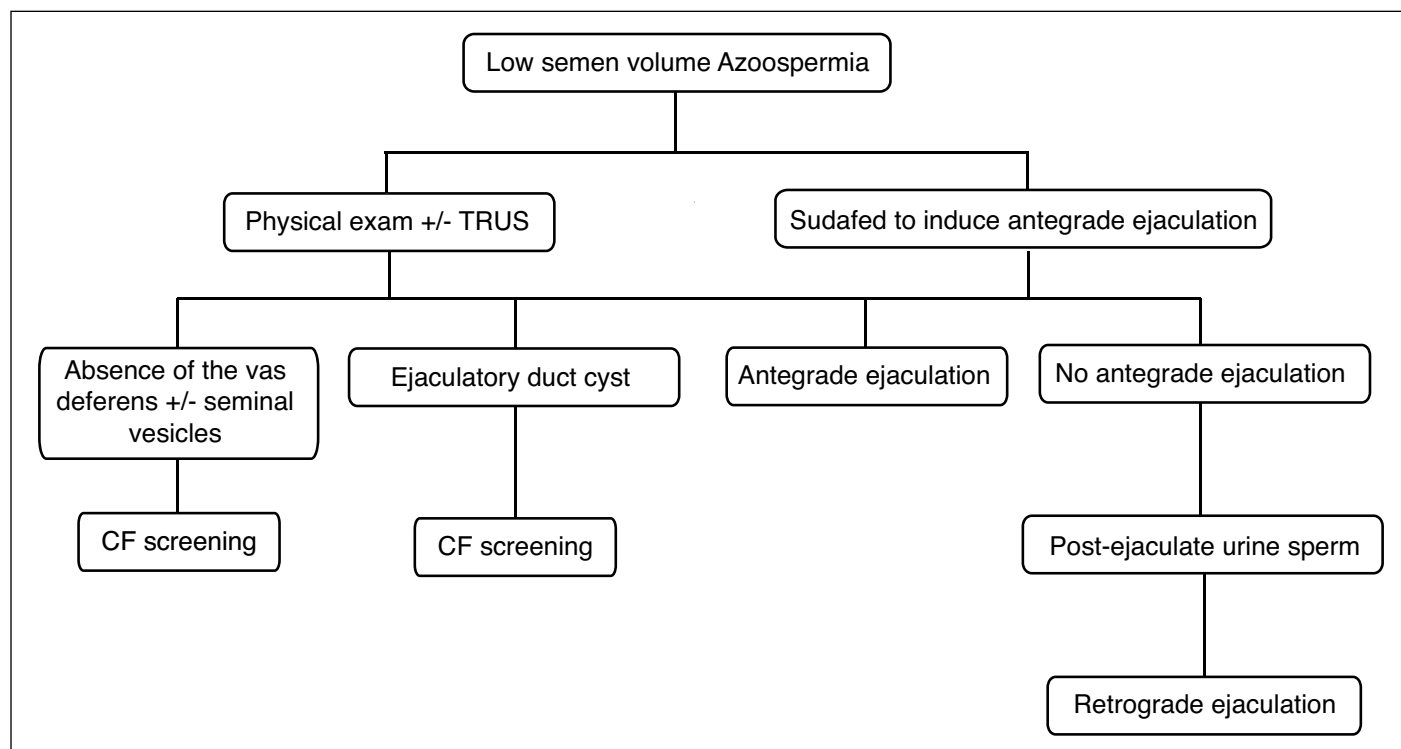 Low semen volume Azoospermia
Physical exam +/- TRUS
Sudafed to induce antegrade ejaculation
Absence of the vas
deferens +/- seminal
vesicles
Ejaculatory duct cyst
Antegrade ejaculation
No antegrade ejaculation
CF screening
CF screening
Post-ejaculate urine sperm
Retrograde ejaculation